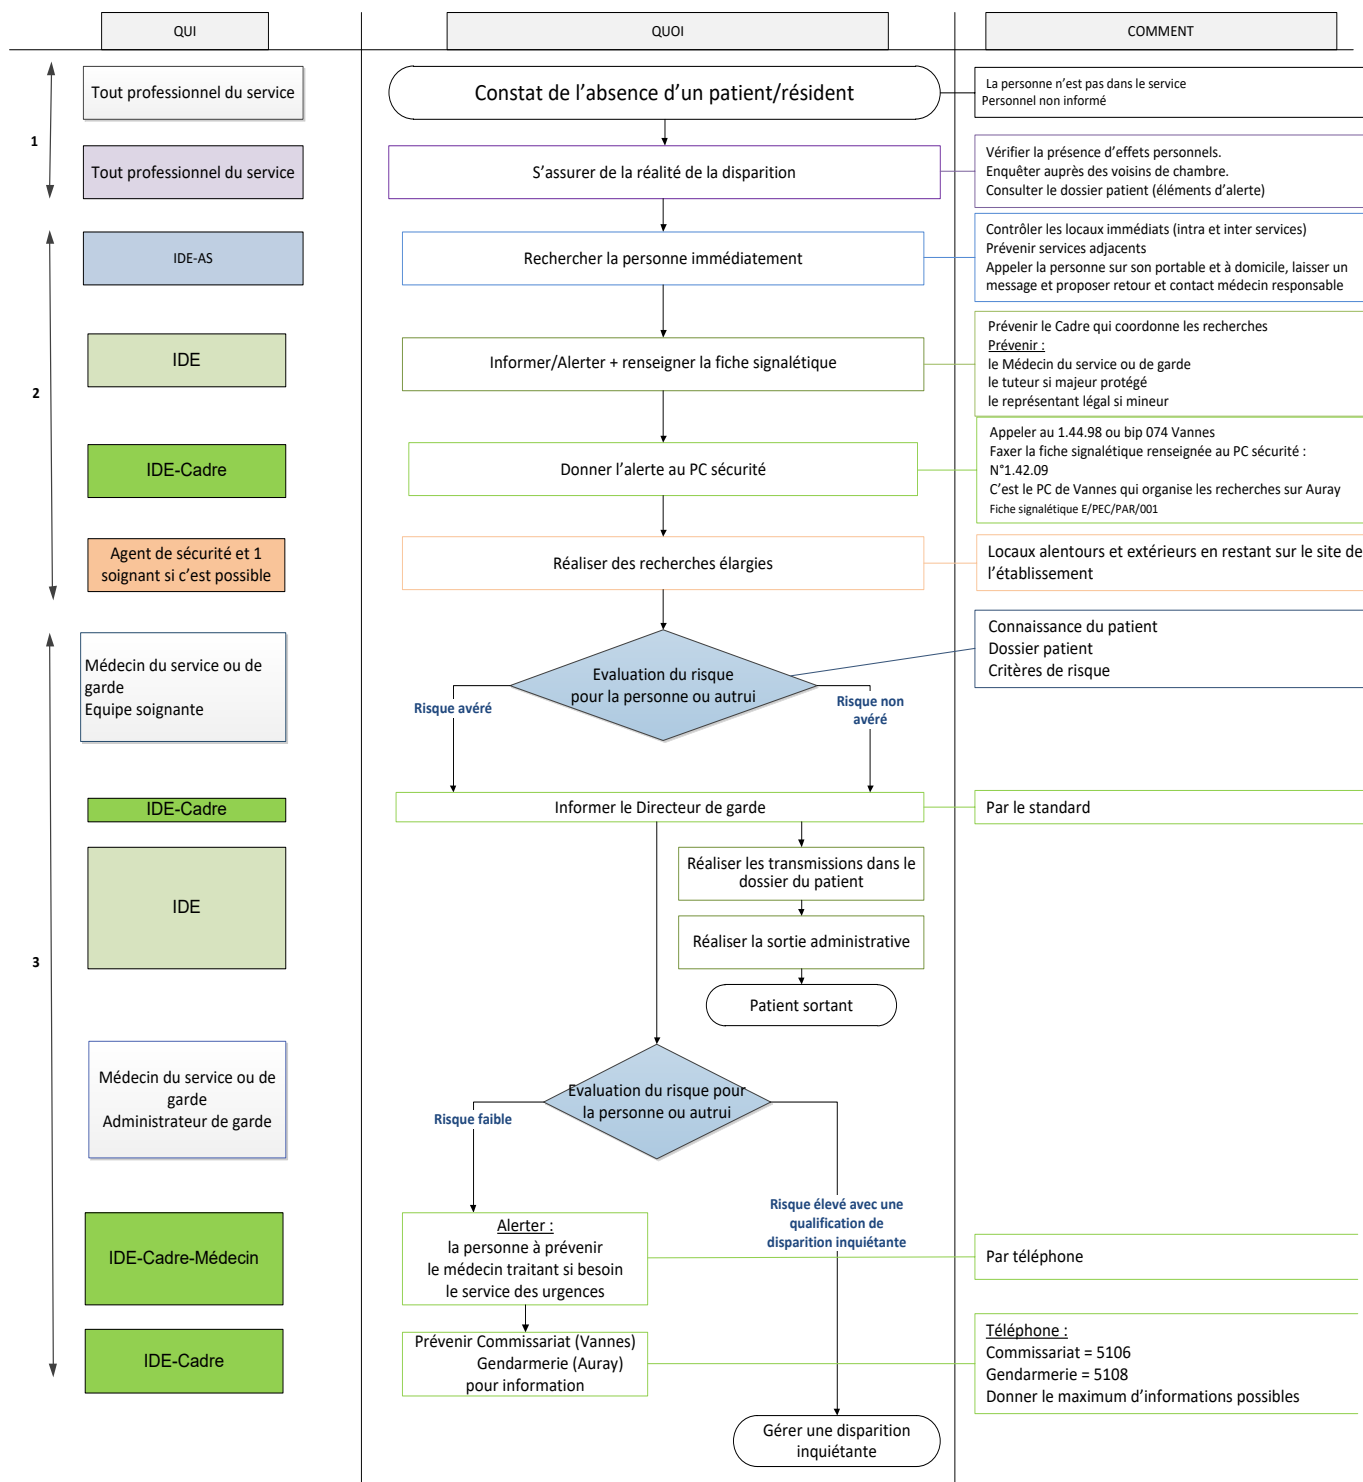 QUI
QUOI
COMMENT
1
Tout professionnel du service
Constat de l’absence d’un patient/résident
La personne n’est pas dans le service
Personnel non informé
Tout professionnel du service
S’assurer de la réalité de la disparition
Vérifier la présence d’effets personnels.
Enquêter auprès des voisins de chambre.
Consulter le dossier patient (éléments d’alerte)
2
IDE-AS
Rechercher la personne immédiatement
Contrôler les locaux immédiats (intra et inter services)
Prévenir services adjacents
Appeler la personne sur son portable et à domicile, laisser un
message et proposer retour et contact médecin responsable
IDE
Informer/Alerter + renseigner la fiche signalétique
Prévenir le Cadre qui coordonne les recherches
Prévenir :
le Médecin du service ou de garde
le tuteur si majeur protégé
le représentant légal si mineur
IDE-Cadre
Donner l’alerte au PC sécurité
Appeler au 1.44.98 ou bip 074 Vannes
Faxer la fiche signalétique renseignée au PC sécurité :
N°1.42.09
C’est le PC de Vannes qui organise les recherches sur Auray
Fiche signalétique E/PEC/PAR/001
Agent de sécurité et 1
soignant si c’est possible
Réaliser des recherches élargies
Locaux alentours et extérieurs en restant sur le site de
l’établissement
3
Médecin du service ou de
garde
Equipe soignante
Evaluation du risque
pour la personne ou autrui
Connaissance du patient
Dossier patient
Critères de risque
Risque avéré
Risque non
avéré
IDE-Cadre
Informer le Directeur de garde
Par le standard
IDE
Réaliser les transmissions dans le
dossier du patient
Réaliser la sortie administrative
Patient sortant
Médecin du service ou de
garde
Administrateur de garde
Evaluation du risque pour
la personne ou autrui
Risque faible
Risque élevé avec une
qualification de
disparition inquiétante
IDE-Cadre-Médecin
Alerter :
la personne à prévenir
le médecin traitant si besoin
le service des urgences
Par téléphone
IDE-Cadre
Prévenir Commissariat (Vannes)
Gendarmerie (Auray)
pour information
Téléphone :
Commissariat = 5106
Gendarmerie = 5108
Donner le maximum d’informations possibles
Gérer une disparition
inquiétante